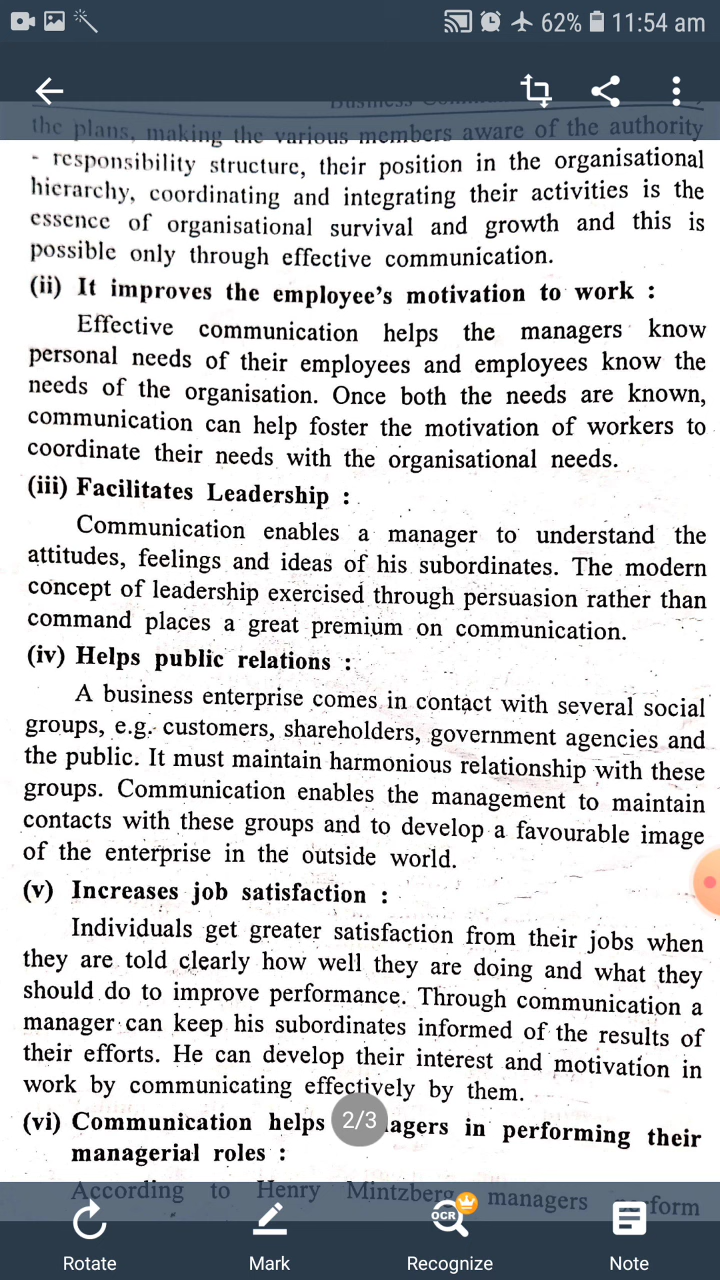 62% 11:54 am
Business
the plans, making the various members aware of the authority
- responsibility structure, their position in the organisational
hierarchy, coordinating and integrating their activities is the
essence of organisational survival and growth and this is
possible only through effective communication.
(ii) It improves the employee's motivation to work :
Effective communication helps the managers know
personal needs of their employees and employees know the
needs of the organisation. Once both the needs are known,
communication can help foster the motivation of workers to
coordinate their needs with the organisational needs.
(iii) Facilitates Leadership :
Communication enables a manager to understand the
attitudes, feelings and ideas of his subordinates. The modern
concept of leadership exercised through persuasion rather than
command places a great premium on communication.
(iv) Helps public relations :
A business enterprise comes in contact with several social
groups, e.g. customers, shareholders, government agencies and
the public. It must maintain harmonious relationship with these
groups. Communication enables the management to maintain
contacts with these groups and to develop a favourable image
of the enterprise in the outside world.
(v) Increases job satisfaction :
Individuals get greater satisfaction from their jobs when
they are told clearly how well they are doing and what they
should do to improve performance. Through communication a
manager can keep his subordinates informed of the results of
their efforts. He can develop their interest and motivation in
work by communicating effectively by them.
(vi) Communication helps 2/3 agers in performing their
managerial roles :
According to Henry Mintzberg managers form
OCR
Rotate Mark Recognize Note